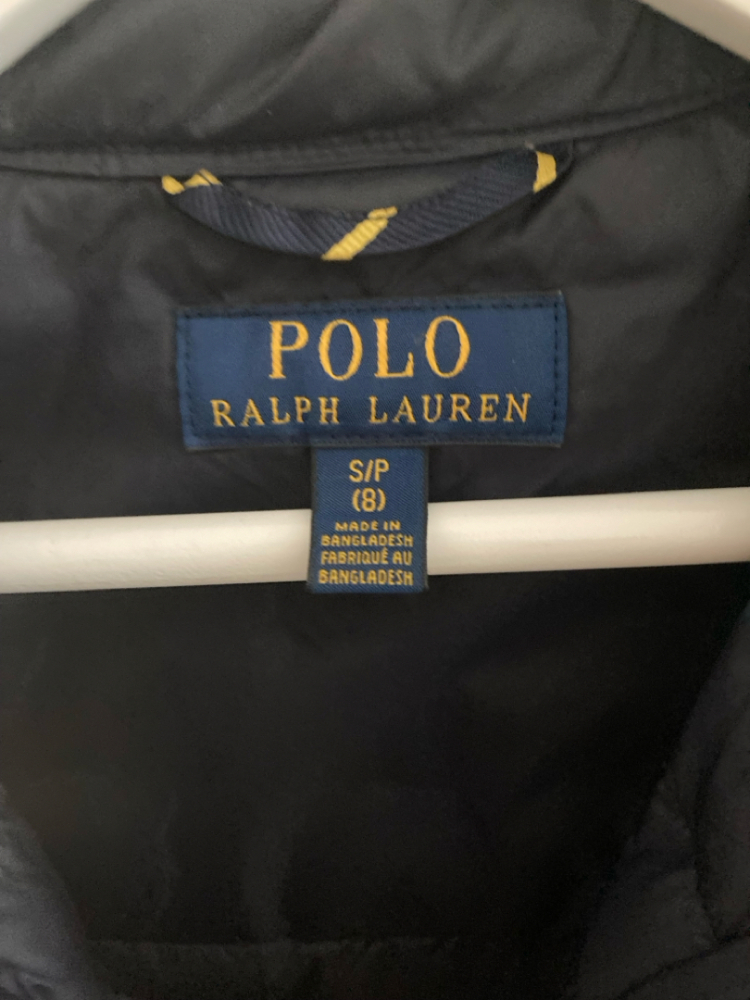 POLO
RALPH LAUREN
S/P
(8)
MADE IN
BANGLADESH
FABRIQUÉ AU
BANGLADESH